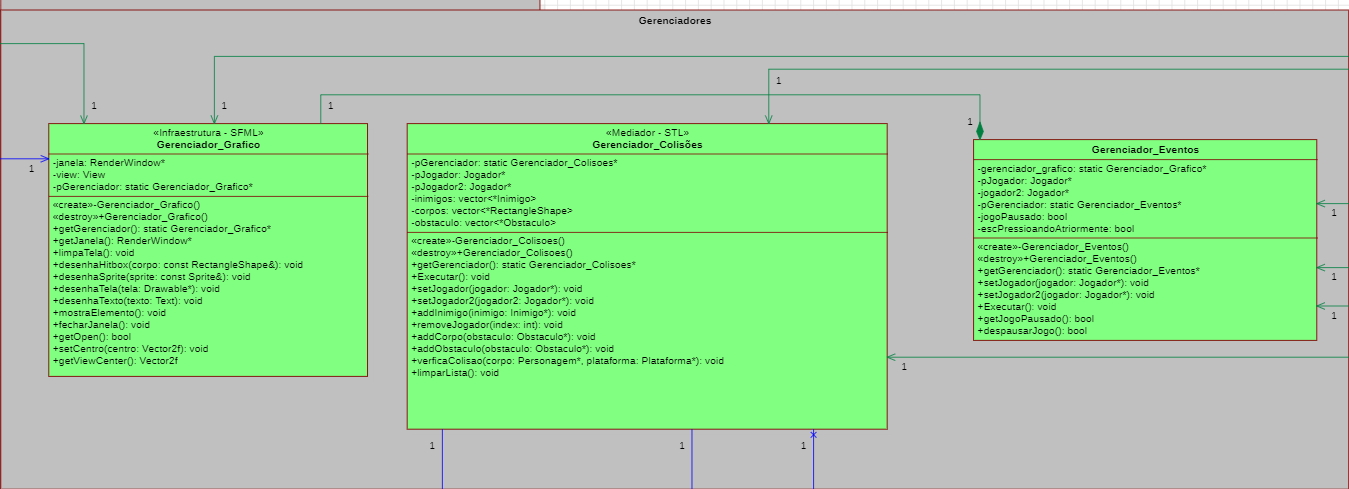 Gerenciadores
1
1
1
1
1
1
«Infraestrutura - SFML»
Gerenciador_Grafico
-janela: RenderWindow*
-view: View
-pGerenciador: static Gerenciador_Grafico*
«create»-Gerenciador_Grafico()
«destroy»+Gerenciador_Grafico()
+getGerenciador(): static Gerenciador_Grafico*
+getJanela(): RenderWindow*
+limpaTela(): void
+desenhaHitbox(corpo: const RectangleShape&): void
+desenhaSprite(sprite: const Sprite&): void
+desenhaTela(tela: Drawable*): void
+desenhaTexto(texto: Text): void
+mostraElemento(): void
+fecharJanela(): void
+getOpen(): bool
+setCentro(centro: Vector2f): void
+getViewCenter(): Vector2f
«Mediador - STL»
Gerenciador_Colisões
-pGerenciador: static Gerenciador_Colisoes*
-pJogador: Jogador*
-pJogador2: Jogador*
-inimigos: vector<*Inimigo>
-corpos: vector<*RectangleShape>
-obstaculo: vector<*Obstaculo>
«create»-Gerenciador_Colisoes()
«destroy»+Gerenciador_Colisoes()
+getGerenciador(): static Gerenciador_Colisoes*
+Executar(): void
+setJogador(jogador: Jogador*): void
+setJogador2(jogador2: Jogador*): void
+addInimigo(inimigo: Inimigo*): void
+removeJogador(index: int): void
+addCorpo(obstaculo: Obstaculo*): void
+addObstaculo(obstaculo: Obstaculo*): void
+verficaColisao(corpo: Personagem*, plataforma: Plataforma*): void
+limparLista(): void
Gerenciador_Eventos
-gerenciador_grafico: static Gerenciador_Grafico*
-pJogador: Jogador*
-jogador2: Jogador*
-pGerenciador: static Gerenciador_Eventos*
-jogoPausado: bool
-escPressioandoAtriormente: bool
«create»-Gerenciador_Eventos()
«destroy»+Gerenciador_Eventos()
+getGerenciador(): static Gerenciador_Eventos*
+setJogador(jogador: Jogador*): void
+setJogador2(jogador: Jogador*): void
+Executar(): void
+getJogoPausado(): bool
+despausarJogo(): bool
1
1
1
1
1
1
1